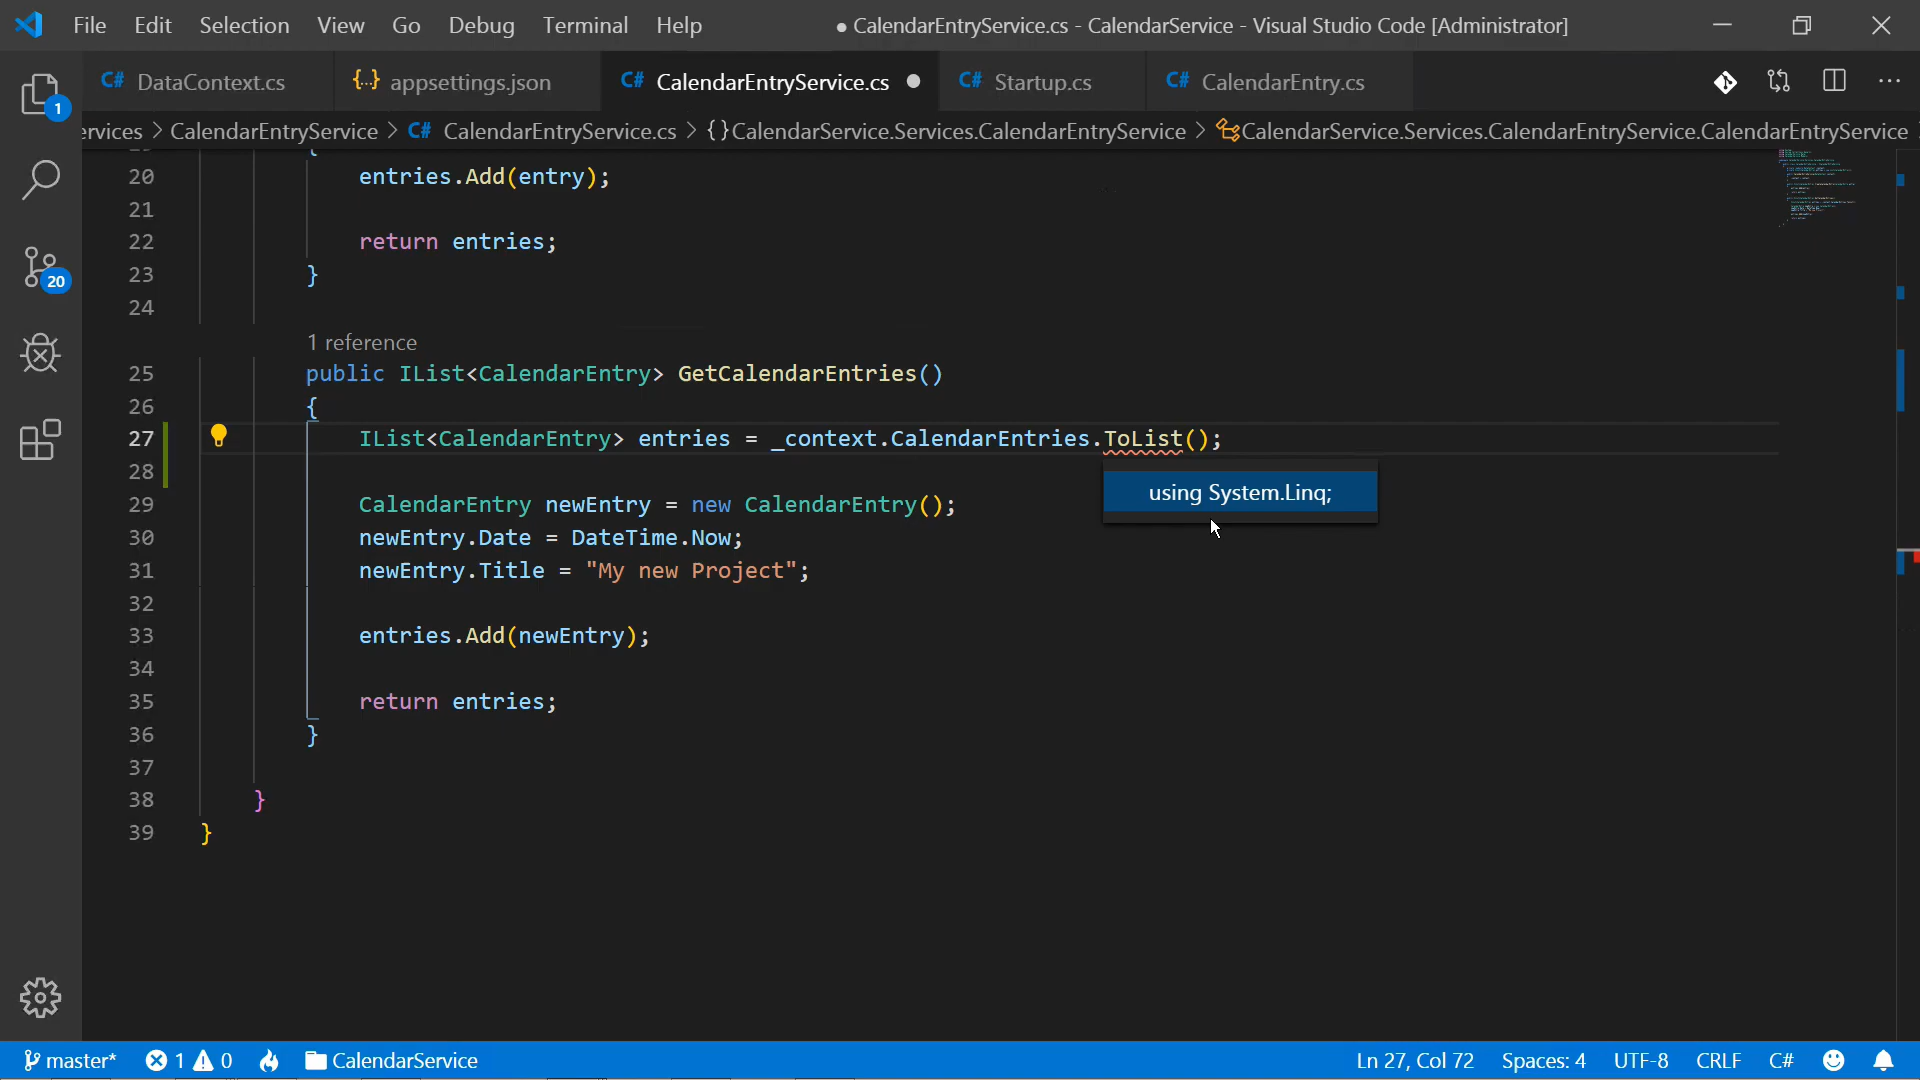 File Edit Selection View Go Debug Terminal Help ● CalendarEntryService.cs - CalendarService - Visual Studio Code [Administrator]
C# DataContext.cs {··} appsettings.json C# CalendarEntryService.cs ● C# Startup.cs C# CalendarEntry.cs ···
ervices > CalendarEntryService > C# CalendarEntryService.cs > {} CalendarService.Services.CalendarEntryService > CalendarService.Services.CalendarEntryService.CalendarEntryService
1
20
20 entries.Add(entry);
21
22 return entries;
23 }
24
1 reference
25 public IList<CalendarEntry> GetCalendarEntries()
26 {
27 IList<CalendarEntry> entries = _context.CalendarEntries.ToList();
28
using System.Linq;
29 CalendarEntry newEntry = new CalendarEntry();
30 newEntry.Date = DateTime.Now;
31 newEntry.Title = "My new Project";
32
33 entries.Add(newEntry);
34
35 return entries;
36 }
37
38 }
39 }
master* 1 0 CalendarService Ln 27, Col 72 Spaces: 4 UTF-8 CRLF C#